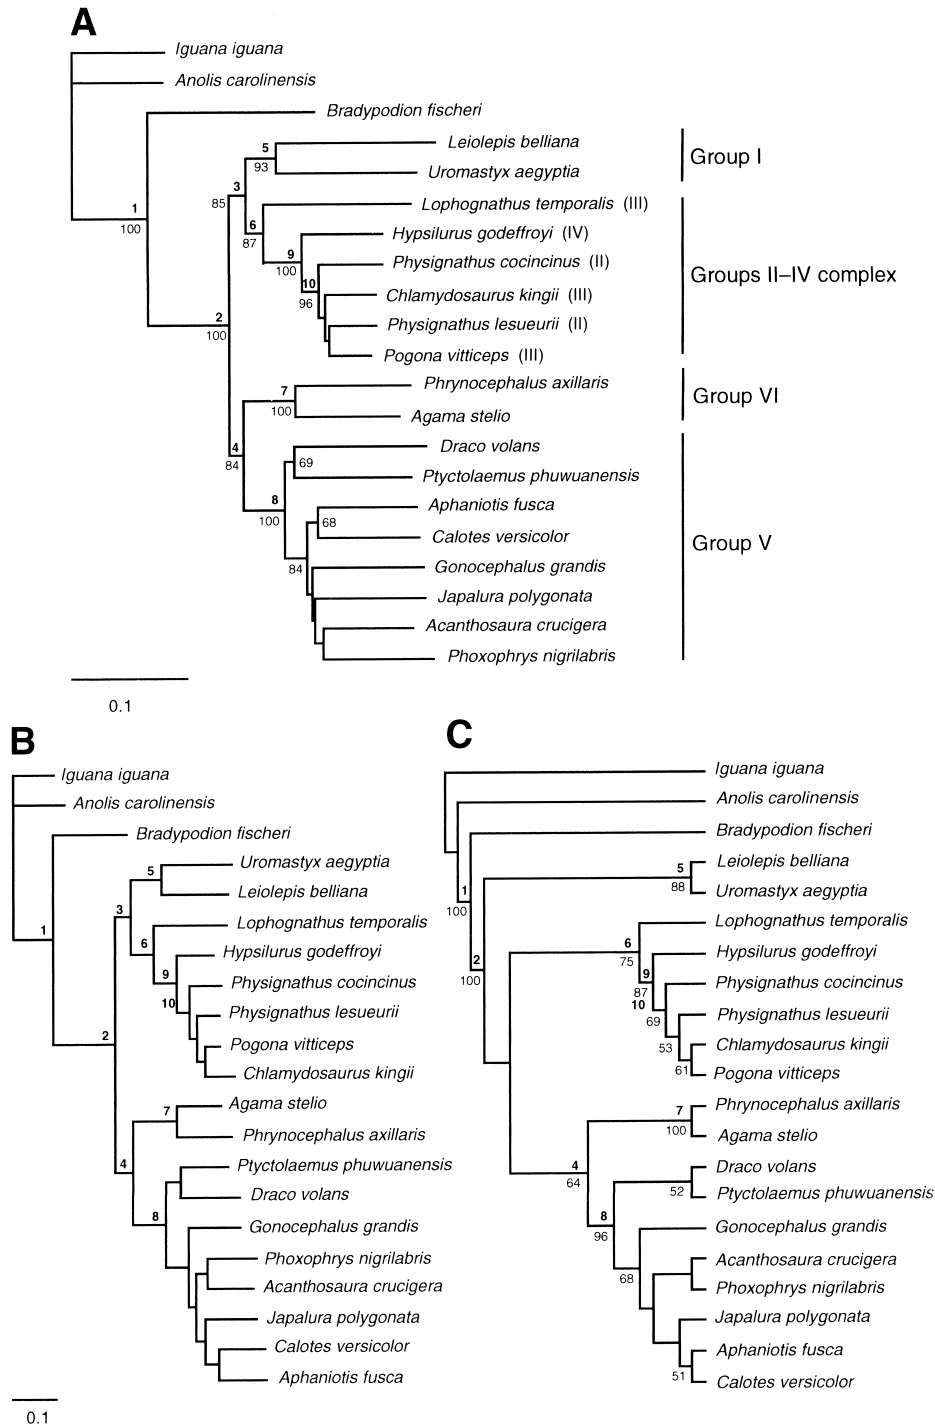 A
Iguana iguana
Anolis carolinensis
Bradypodion fischeri
5
Leiolepis belliana
93
Uromastyx aegyptia
Group I
3
85
Lophognathus temporalis (III)
1
100
6
87
Hypsilurus godeffroyi (IV)
9
100
Physignathus cocincinus (II)
Groups II–IV complex
10
96
Chlamydosaurus kingii (III)
2
100
Physignathus lesueurii (II)
Pogona vitticeps (III)
Phrynocephalus axillaris
7
100
Group VI
Agama stelio
4
84
Draco volans
69
Ptyctolaemus phuwuanensis
8
100
Aphaniotis fusca
68
Calotes versicolor
Group V
84
Gonocephalus grandis
Japalura polygonata
Acanthosaura crucigera
Phoxophrys nigrilabris
0.1
B
Iguana iguana
Anolis carolinensis
Bradypodion fischeri
5
Uromastyx aegyptia
Leiolepis belliana
3
1
Lophognathus temporalis
6
Hypsilurus godeffroyi
9
Physignathus cocincinus
10
Physignathus lesueurii
2
Pogona vitticeps
Chlamydosaurus kingii
7
Agama stelio
Phrynocephalus axillaris
4
Ptyctolaemus phuwuanensis
Draco volans
8
Gonocephalus grandis
Phoxophrys nigrilabris
Acanthosaura crucigera
Japalura polygonata
Calotes versicolor
Aphaniotis fusca
0.1
C
Iguana iguana
Anolis carolinensis
Bradypodion fischeri
5
88
Leiolepis belliana
Uromastyx aegyptia
1
100
Lophognathus temporalis
6
75
Hypsilurus godeffroyi
2
100
9
87
Physignathus cocincinus
10
69
Physignathus lesueurii
53
Chlamydosaurus kingii
61
Pogona vitticeps
Phrynocephalus axillaris
7
100
Agama stelio
4
64
Draco volans
52
Ptyctolaemus phuwuanensis
8
96
Gonocephalus grandis
68
Acanthosaura crucigera
Phoxophrys nigrilabris
Japalura polygonata
Aphaniotis fusca
51
Calotes versicolor